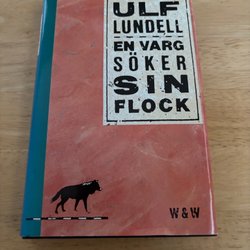 ULF
LUNDELL
EN VARG
SÖKER
SIN
FLOCK
W&W